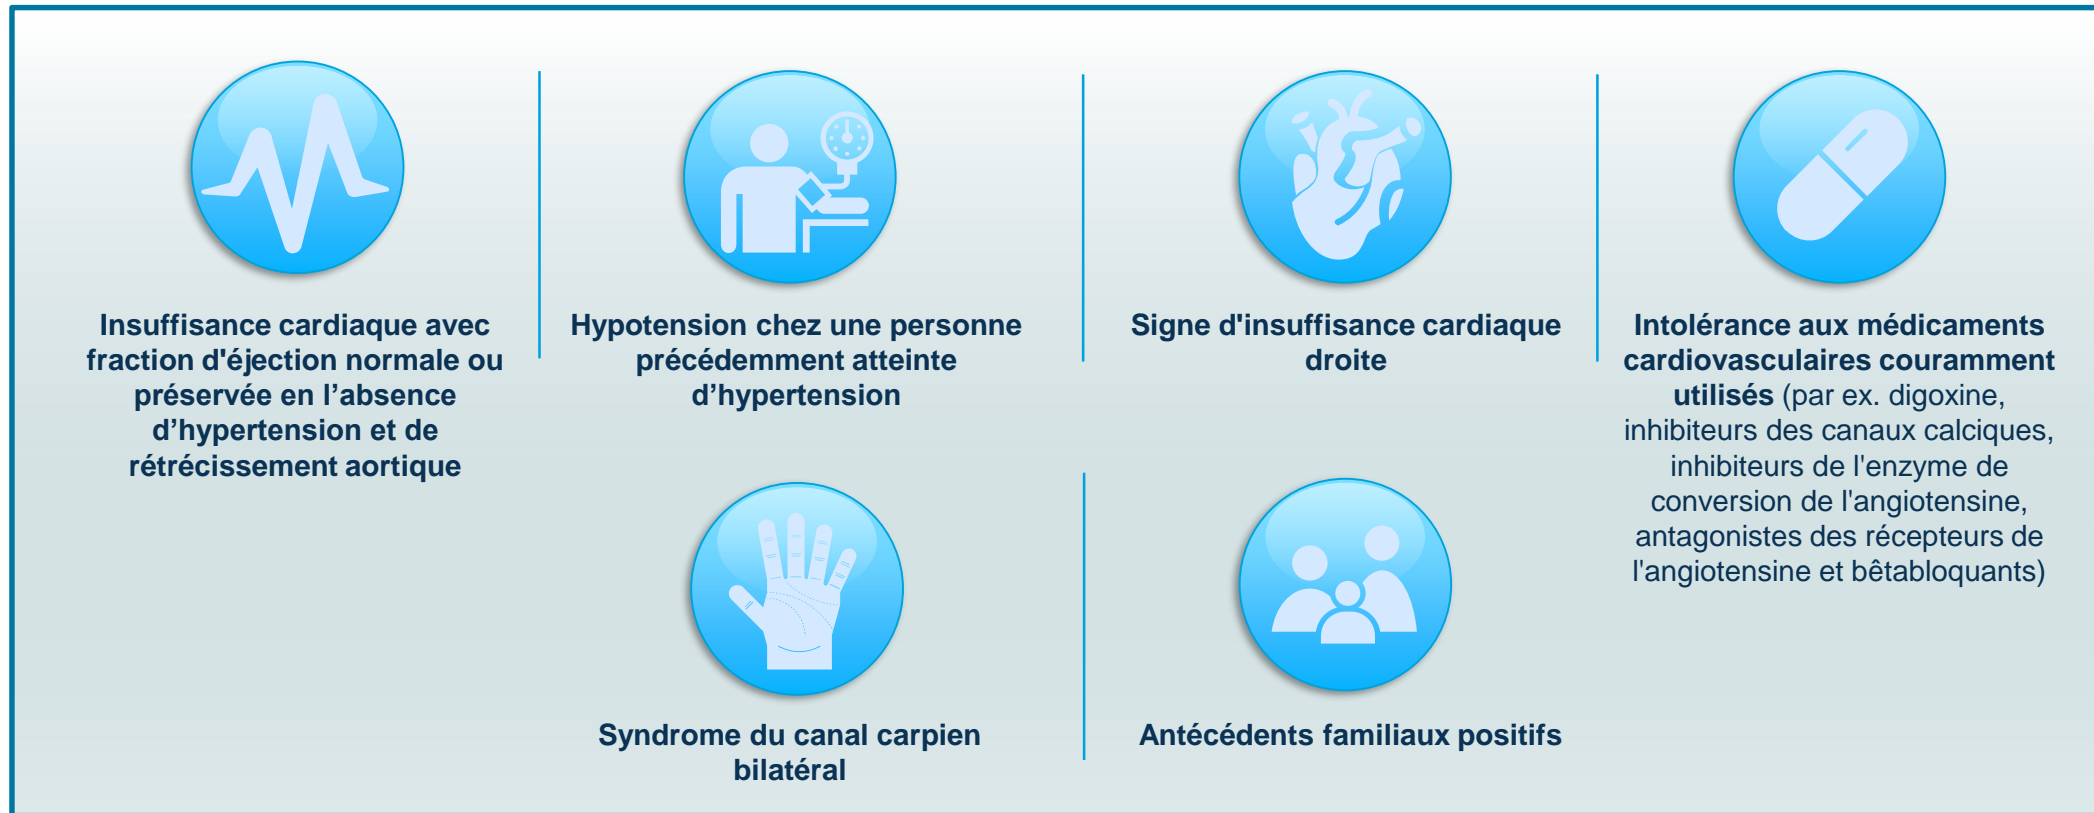 Insuffisance cardiaque avec
fraction d'éjection normale ou
préservée en l’absence
d’hypertension et de
rétrécissement aortique
Hypotension chez une personne
précédemment atteinte
d’hypertension
Signe d'insuffisance cardiaque
droite
Intolérance aux médicaments
cardiovasculaires couramment
utilisés (par ex. digoxine,
inhibiteurs des canaux calciques,
inhibiteurs de l'enzyme de
conversion de l'angiotensine,
antagonistes des récepteurs de
l'angiotensine et bêtabloquants)
Syndrome du canal carpien
bilatéral
Antécédents familiaux positifs